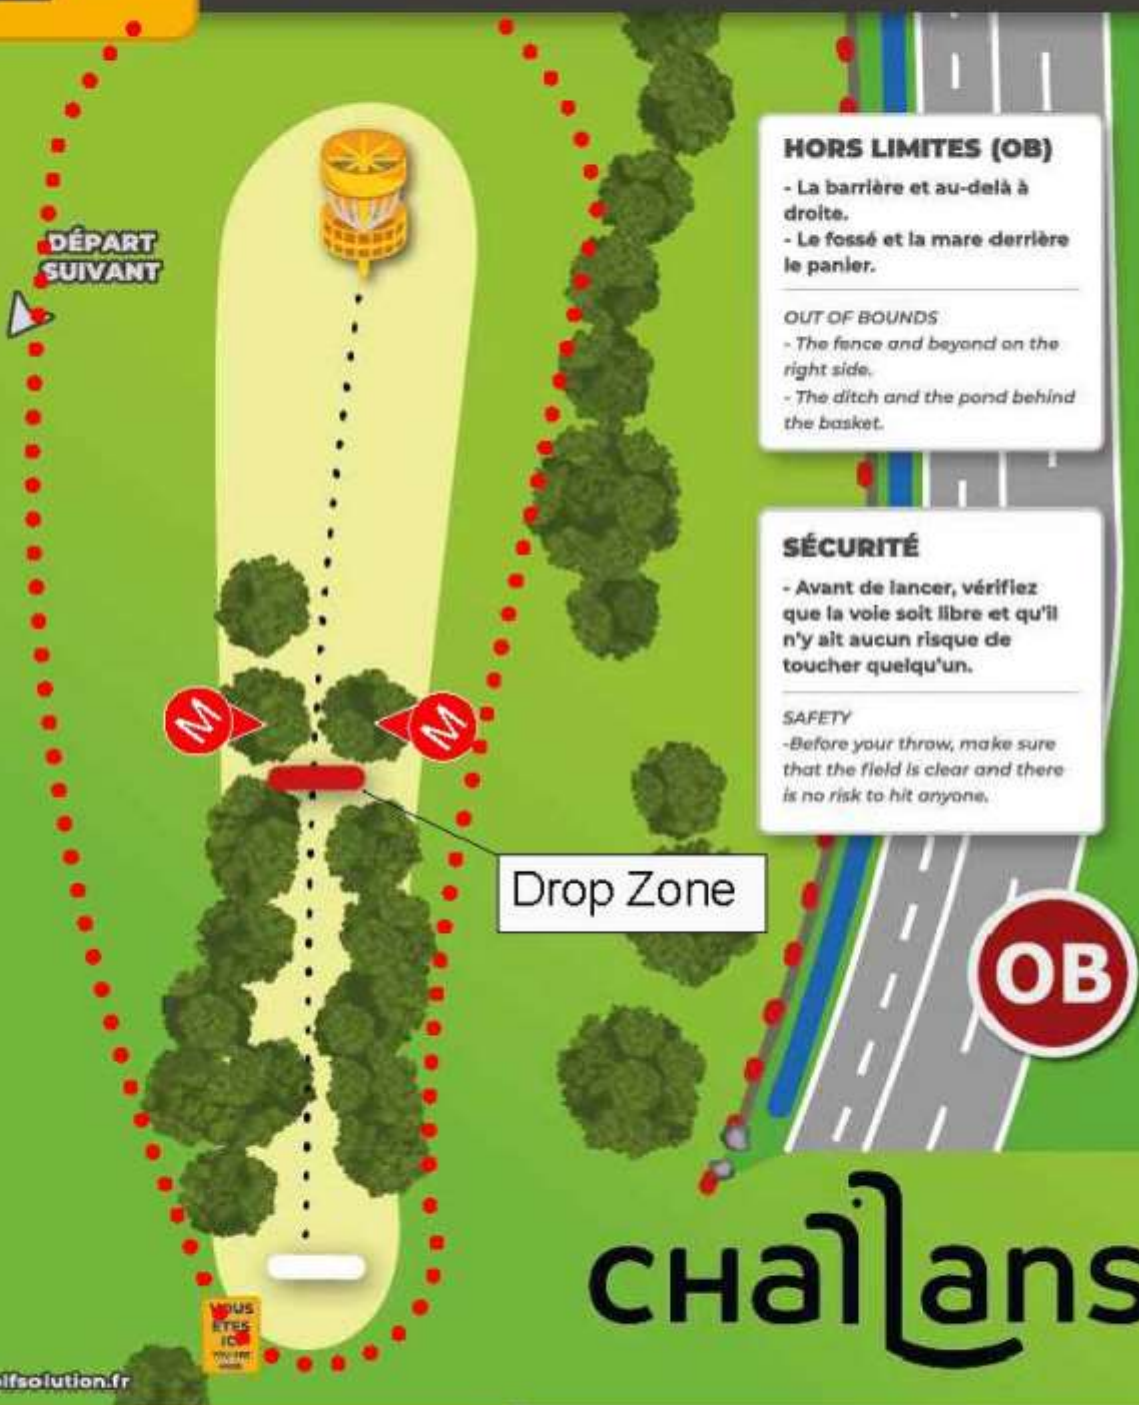 HORS LIMITES (OB)
- La barrière et au-delà à
droite.
- Le fossé et la mare derrière
le panier.
OUT OF BOUNDS
- The fence and beyond on the
right side.
- The ditch and the pond behind
the basket.
DÉPART
SUIVANT
SÉCURITÉ
- Avant de lancer, vérifiez
que la voie soit libre et qu'il
n'y ait aucun risque de
toucher quelqu'un.
SAFETY
-Before your throw, make sure
that the field is clear and there
is no risk to hit anyone.
M
M
Drop Zone
OB
CHallans
VOUS
ÊTES
ICI
YOU ARE
lfsolution.fr